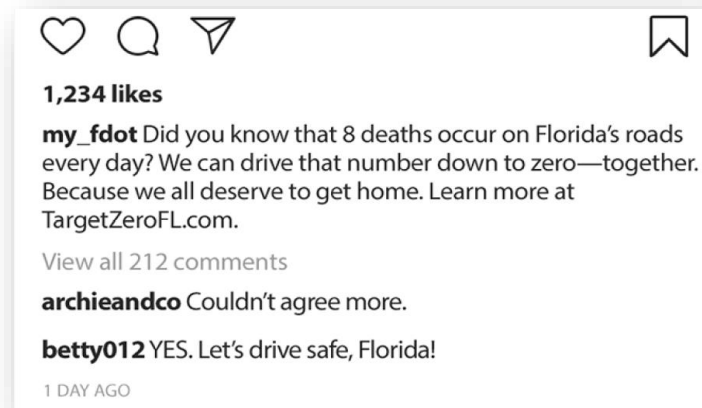 1,234 likes
my_fdot Did you know that 8 deaths occur on Florida’s roads
every day? We can drive that number down to zero—together.
Because we all deserve to get home. Learn more at
TargetZeroFL.com.
View all 212 comments
archieandco Couldn’t agree more.
betty012 YES. Let’s drive safe, Florida!
1 DAY AGO